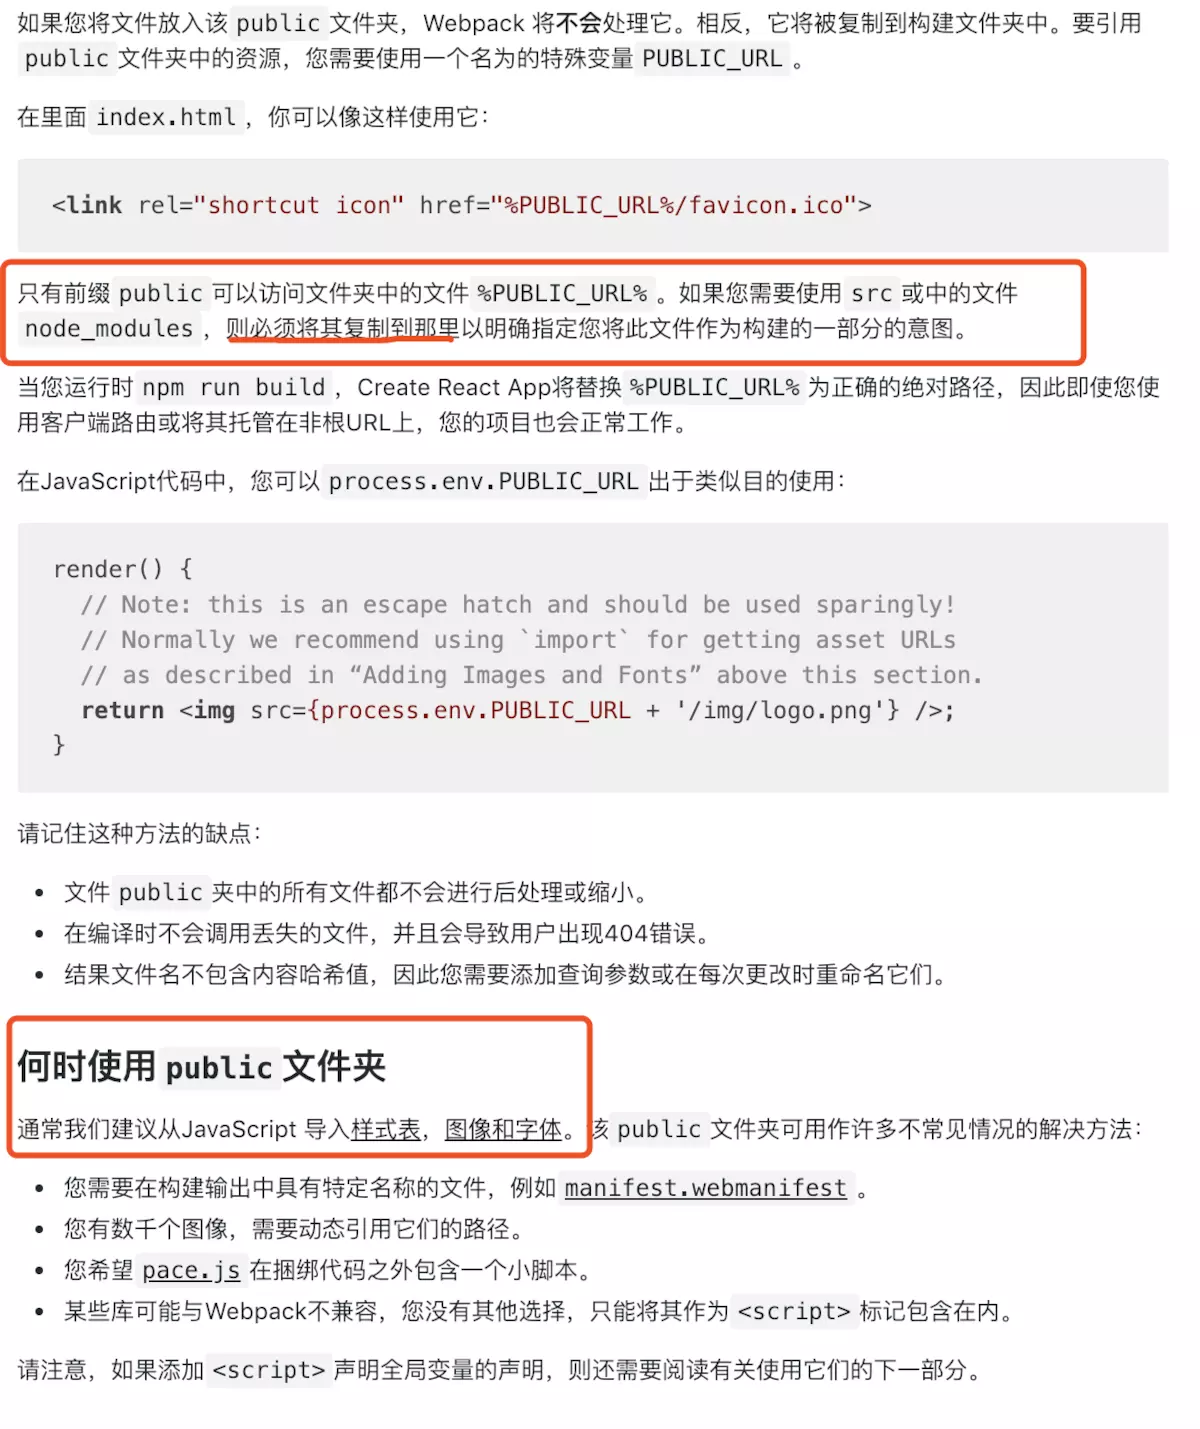 如果您将文件放入该 public 文件夹，Webpack 将不会处理它。相反，它将被复制到构建文件夹中。要引用
public 文件夹中的资源，您需要使用一个名为的特殊变量 PUBLIC_URL 。
在里面 index.html ，你可以像这样使用它：
<link rel="shortcut icon" href="%PUBLIC_URL%/favicon.ico">
只有前缀 public 可以访问文件夹中的文件 %PUBLIC_URL% 。如果您需要使用 src 或中的文件
node_modules ，则必须将其复制到那里以明确指定您将此文件作为构建的一部分的意图。
当您运行时 npm run build ，Create React App将替换 %PUBLIC_URL% 为正确的绝对路径，因此即使您使
用客户端路由或将其托管在非根URL上，您的项目也会正常工作。
在JavaScript代码中，您可以 process.env.PUBLIC_URL 出于类似目的使用：
render() {
  // Note: this is an escape hatch and should be used sparingly!
  // Normally we recommend using `import` for getting asset URLs
  // as described in “Adding Images and Fonts” above this section.
  return <img src={process.env.PUBLIC_URL + '/img/logo.png'} />;
}
请记住这种方法的缺点：
• 文件 public 夹中的所有文件都不会进行后处理或缩小。
• 在编译时不会调用丢失的文件，并且会导致用户出现404错误。
• 结果文件名不包含内容哈希值，因此您需要添加查询参数或在每次更改时重命名它们。
何时使用 public 文件夹
通常我们建议从JavaScript 导入样式表，图像和字体。该 public 文件夹可用作许多不常见情况的解决方法：
• 您需要在构建输出中具有特定名称的文件，例如 manifest.webmanifest 。
• 您有数千个图像，需要动态引用它们的路径。
• 您希望 pace.js 在捆绑代码之外包含一个小脚本。
• 某些库可能与Webpack不兼容，您没有其他选择，只能将其作为 <script> 标记包含在内。
请注意，如果添加 <script> 声明全局变量的声明，则还需要阅读有关使用它们的下一部分。